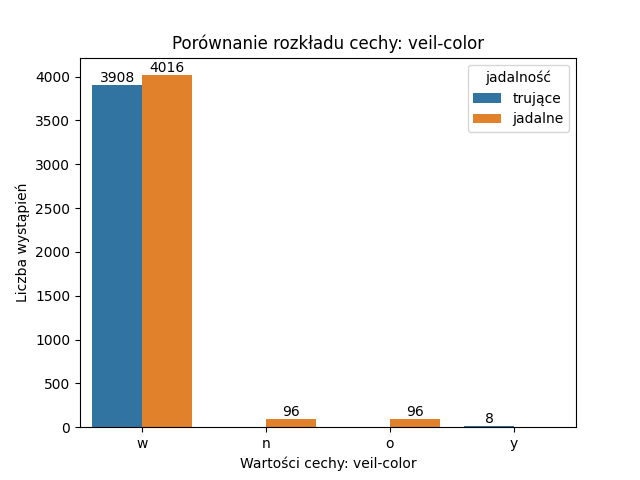 Porównanie rozkładu cechy: veil-color
jadalność
trujące
jadalne
3908
4016
96
96
8
4000
3500
3000
2500
2000
1500
1000
500
0
Liczba wystąpień
w
n
o
y
Wartości cechy: veil-color